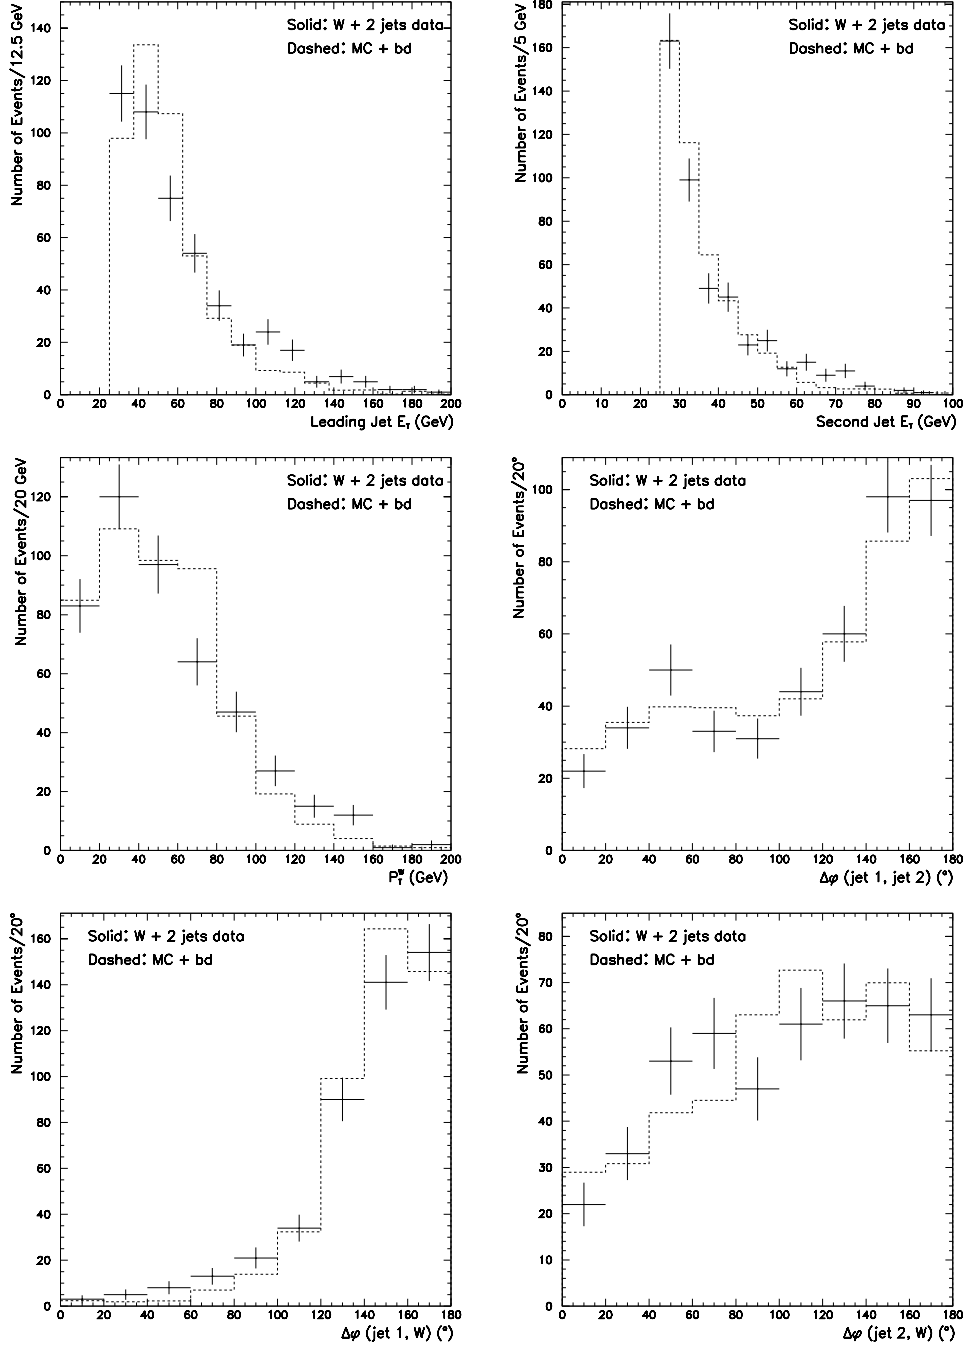 Number of Events/12.5 GeV
140
120
100
80
60
40
20
0
Solid: W + 2 jets data
Dashed: MC + bd
0 20 40 60 80 100 120 140 160 180 200
Leading Jet E_T (GeV)
Number of Events/5 GeV
180
160
140
120
100
80
60
40
20
0
Solid: W + 2 jets data
Dashed: MC + bd
0 10 20 30 40 50 60 70 80 90 100
Second Jet E_T (GeV)
Number of Events/20 GeV
120
100
80
60
40
20
0
Solid: W + 2 jets data
Dashed: MC + bd
0 20 40 60 80 100 120 140 160 180 200
P_T^W (GeV)
Number of Events/20°
100
80
60
40
20
0
Solid: W + 2 jets data
Dashed: MC + bd
0 20 40 60 80 100 120 140 160 180
Δφ (jet 1, jet 2) (°)
Number of Events/20°
160
140
120
100
80
60
40
20
0
Solid: W + 2 jets data
Dashed: MC + bd
0 20 40 60 80 100 120 140 160 180
Δφ (jet 1, W) (°)
Number of Events/20°
80
70
60
50
40
30
20
10
0
Solid: W + 2 jets data
Dashed: MC + bd
0 20 40 60 80 100 120 140 160 180
Δφ (jet 2, W) (°)